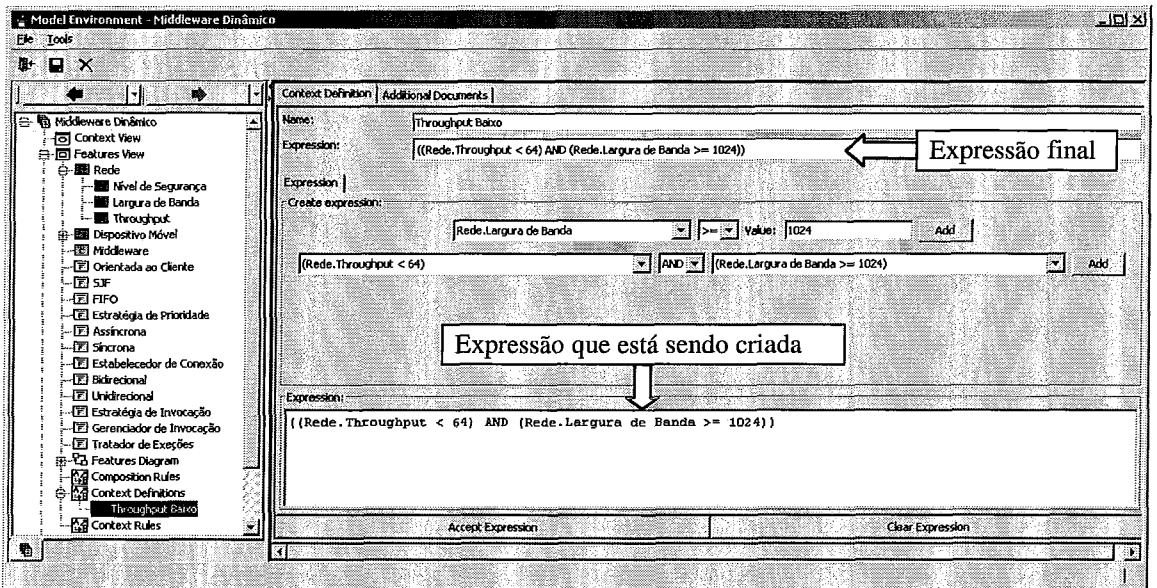 Model Environment - Middleware Dinâmico
File Tools
Context Definition Additional Documents
Name: Throughput Baixo
Expression: ((Rede.Throughput < 64) AND (Rede.Largura de Banda >= 1024))
Expressão final
Expression
Create expression:
Rede.Largura de Banda >= Value: 1024 Add
(Rede.Throughput < 64) AND (Rede.Largura de Banda >= 1024) Add
Expressão que está sendo criada
Expression:
((Rede.Throughput < 64) AND (Rede.Largura de Banda >= 1024))
Accept Expression Clear Expression
Middleware Dinâmico
Context View
Features View
Rede
Nível de Segurança
Largura de Banda
Throughput
Dispositivo Móvel
Middleware
Orientada ao Cliente
SJF
FIFO
Estratégia de Prioridade
Assíncrona
Síncrona
Estabelecedor de Conexão
Bidirecional
Unidirecional
Estratégia de Invocação
Gerenciador de Invocação
Tratador de Exeções
Features Diagram
Composition Rules
Context Definitions
Throughput Baixo
Context Rules